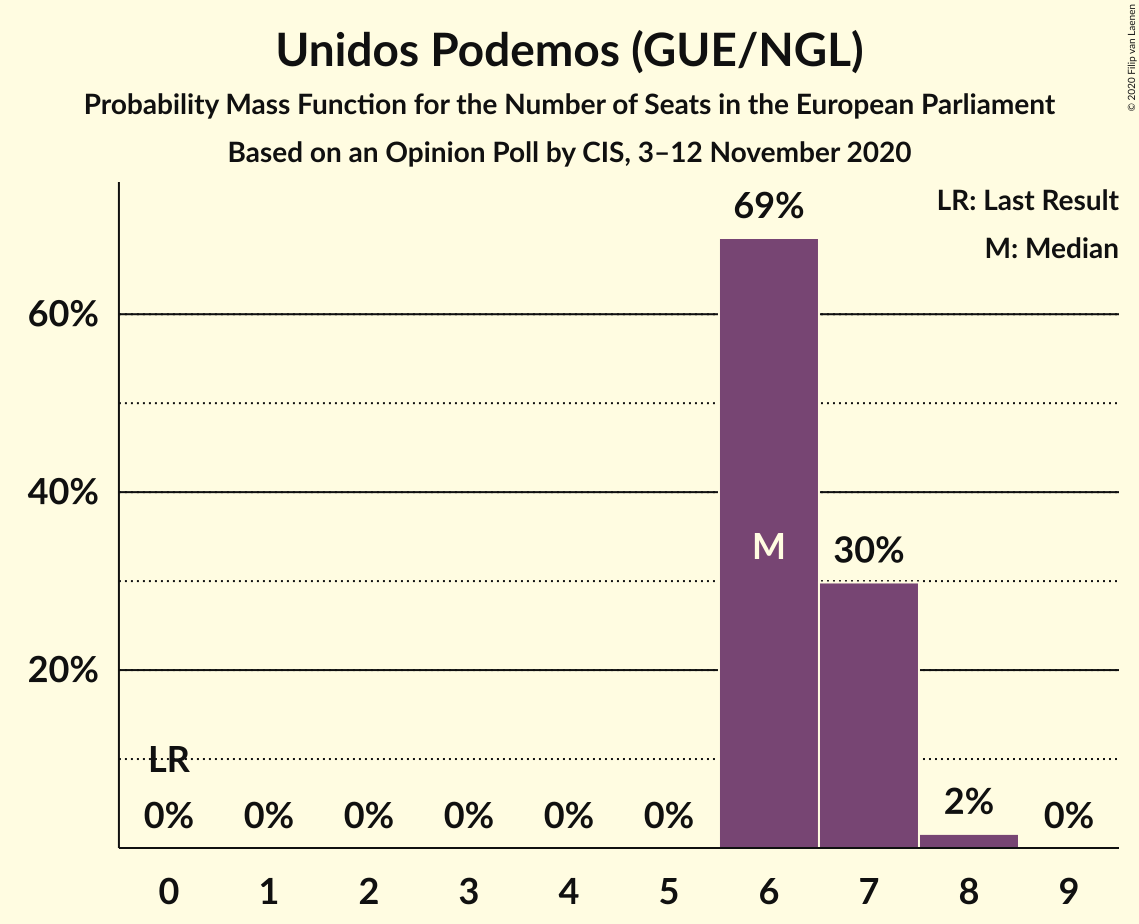 Unidos Podemos (GUE/NGL)
Probability Mass Function for the Number of Seats in the European Parliament
Based on an Opinion Poll by CIS, 3–12 November 2020
© 2020 Filip van Laenen
LR: Last Result
M: Median
69%
60%
40%
M
30%
20%
LR
0% 0% 0% 0% 0% 0% 2% 0%
0 1 2 3 4 5 6 7 8 9